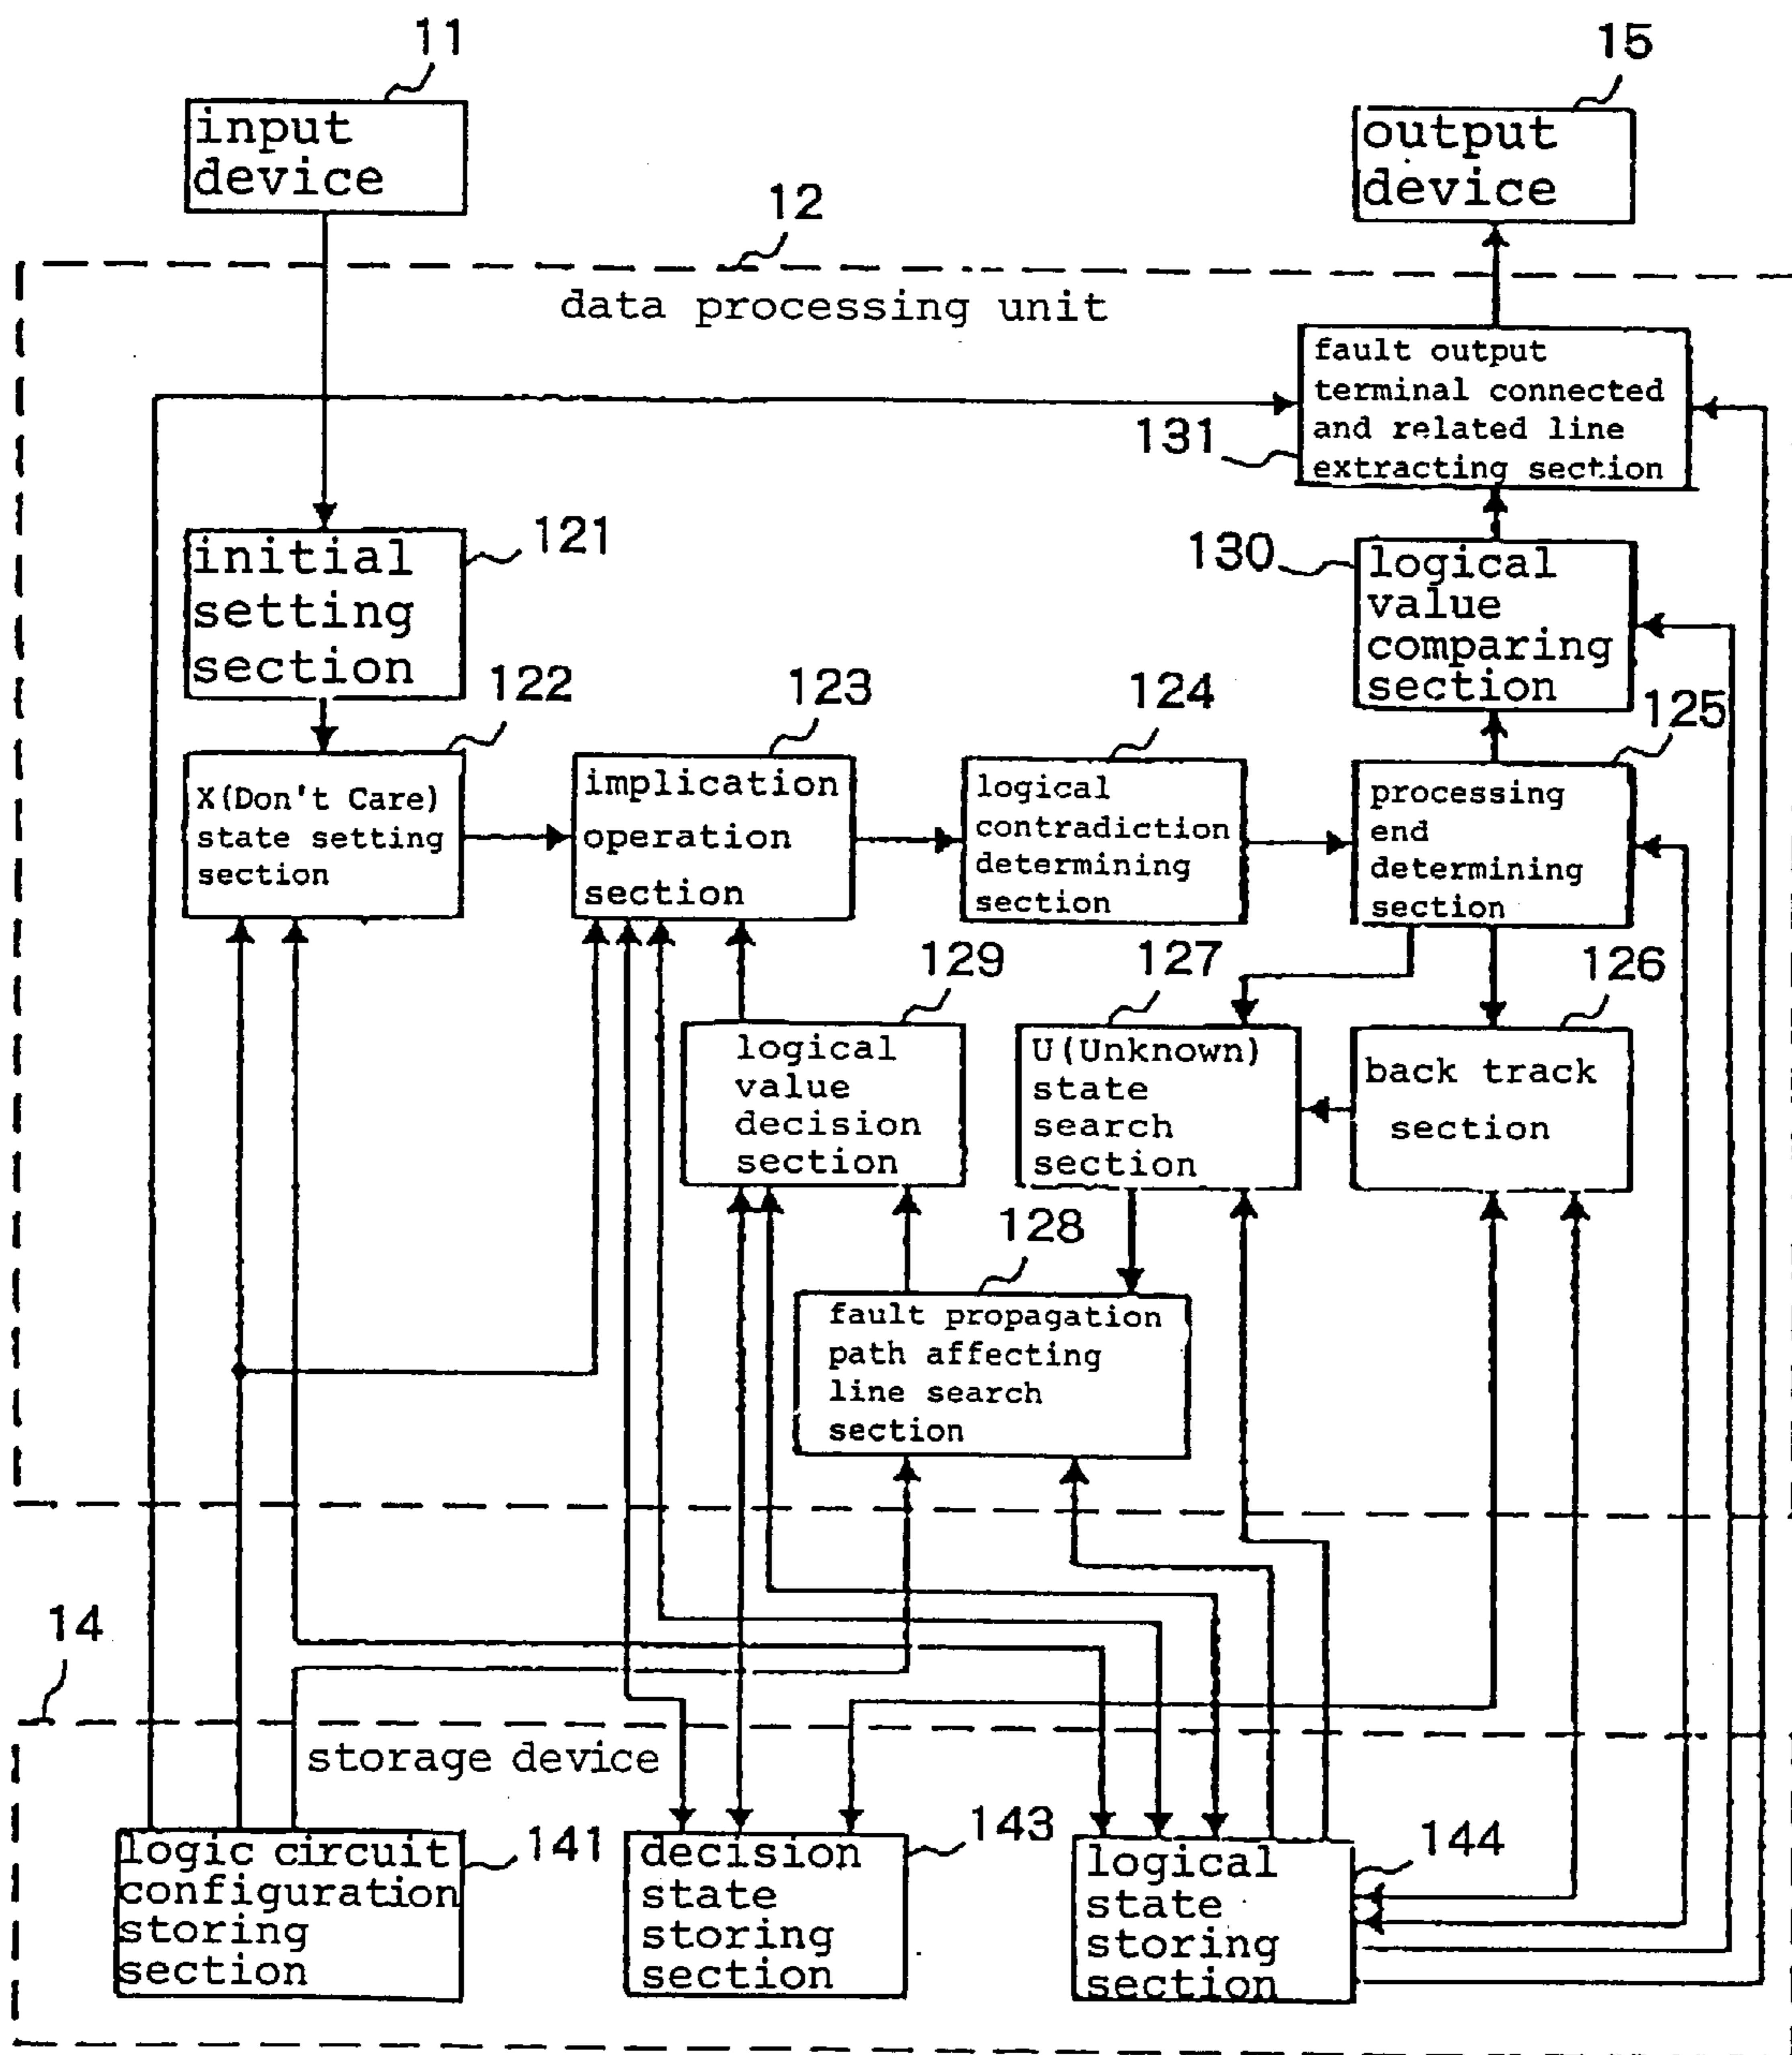 11
15
input
device
output
device
12
data processing unit
fault output
terminal connected
and related line
extracting section
131
initial
setting
section
121
130
logical
value
comparing
section
122
123
124
125
X(Don't Care)
state setting
section
implication
operation
section
logical
contradiction
determining
section
processing
end
determining
section
129
127
126
logical
value
decision
section
U(Unknown)
state
search
section
back track
section
128
fault propagation
path affecting
line search
section
14
storage device
logic circuit
configuration
storing
section
141
decision
state
storing
section
143
logical
state
storing
section
144